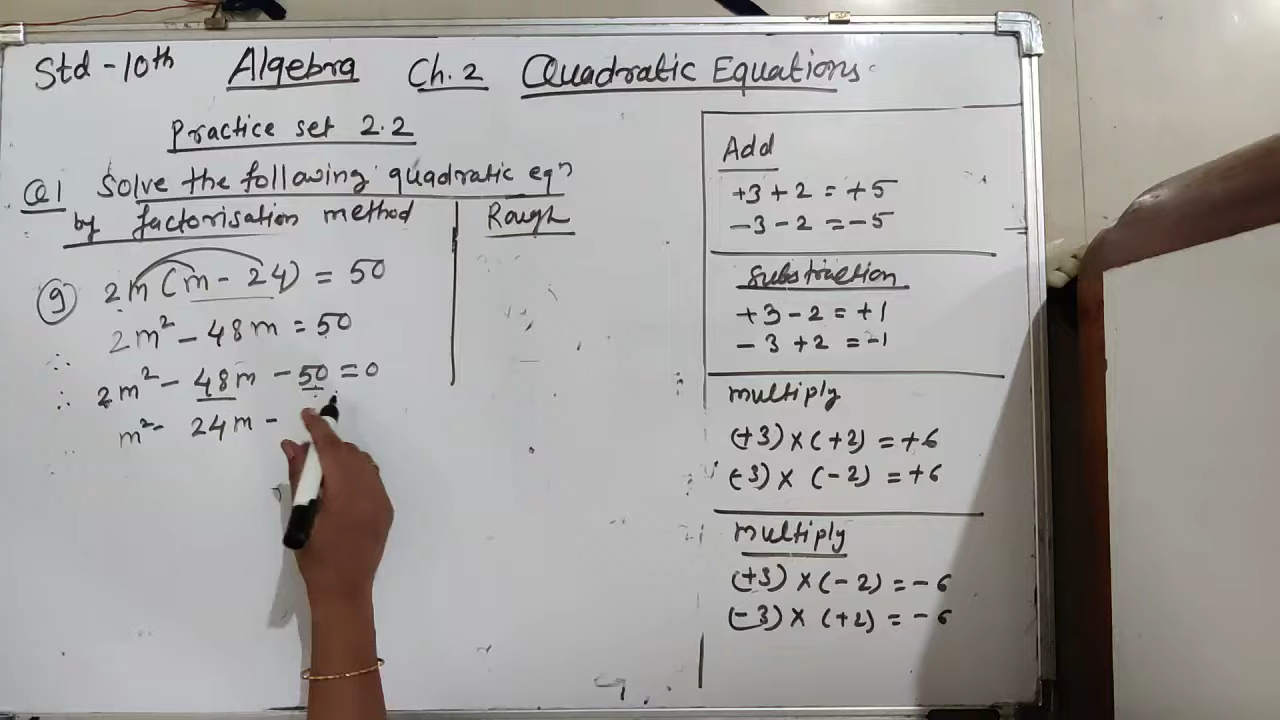 Std - 10th Algebra Ch. 2 Quadratic Equations
Practice set 2.2
Q1 Solve the following quadratic eqn
by factorisation method
Rough
9 2m (m - 24) = 50
∴ 2m² - 48m = 50
∴ 2m² - 48m - 50 = 0
m² - 24m -
Add
+3 + 2 = +5
-3 - 2 = -5
Substraction
+3 - 2 = +1
-3 + 2 = -1
multiply
(+3) × (+2) = +6
(-3) × (-2) = +6
multiply
(+3) × (-2) = -6
(-3) × (+2) = -6